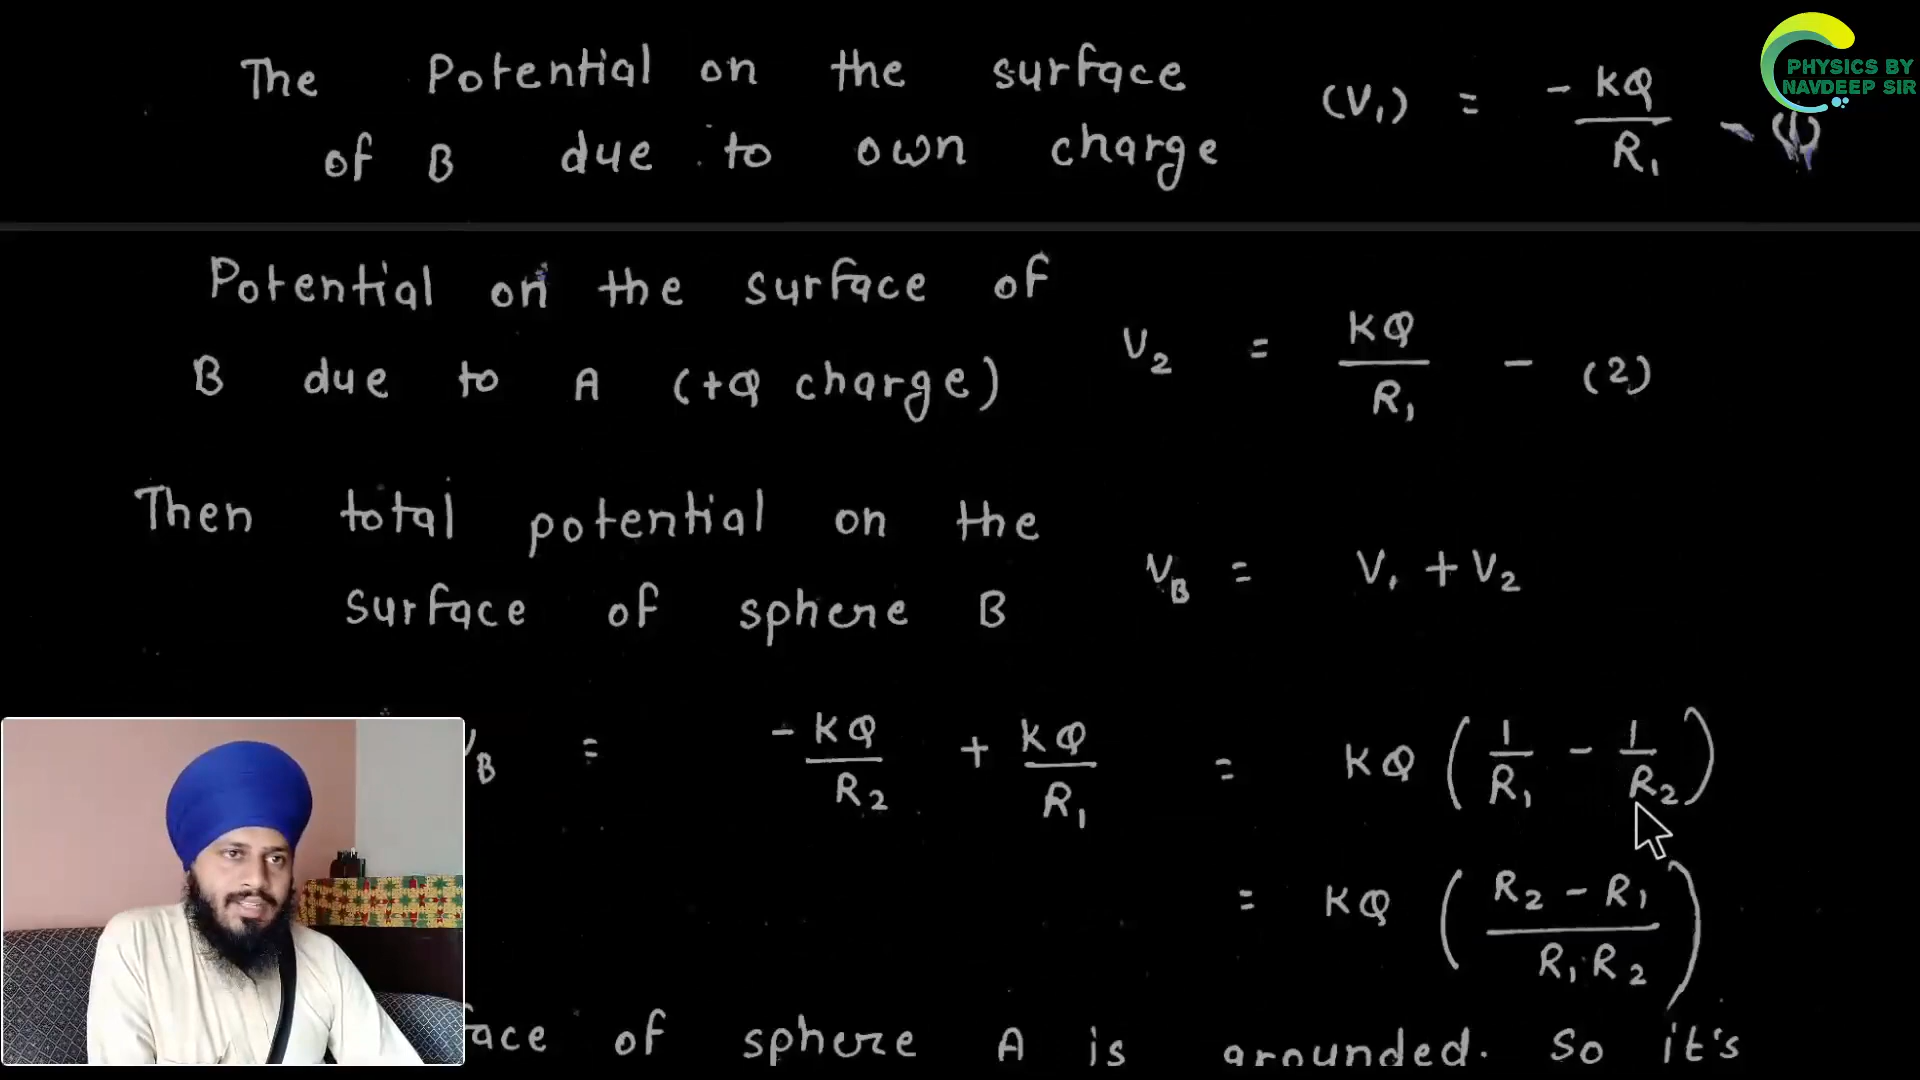 PHYSICS BY
NAVDEEP SIR
The Potential on the surface
of B due to own charge (V₁) = -KQ/R₁ - (1)
Potential on the surface of
B due to A (+Q charge) V₂ = KQ/R₁ - (2)
Then total potential on the
surface of sphere B V_B = V₁ + V₂
V_B = -KQ/R₂ + KQ/R₁ = KQ (1/R₁ - 1/R₂)
= KQ (R₂ - R₁ / R₁R₂)
of sphere A is grounded. So it's